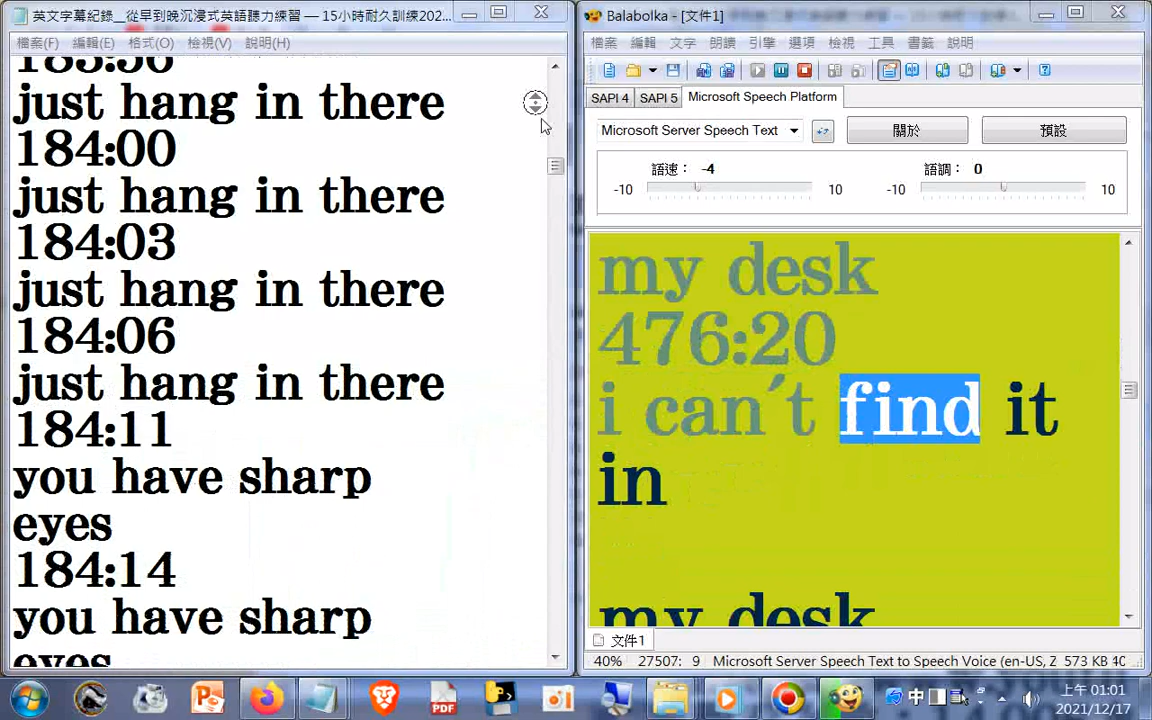 英文字幕紀錄__從早到晚沉浸式英語聽力練習 — 15小時耐久訓練202...
檔案(F) 編輯(E) 格式(O) 檢視(V) 說明(H)
183:56
just hang in there
184:00
just hang in there
184:03
just hang in there
184:06
just hang in there
184:11
you have sharp
eyes
184:14
you have sharp
eyes
Balabolka - [文件1]
檔案 編輯 文字 朗讀 引擎 選項 檢視 工具 書籤 說明
SAPI 4 SAPI 5 Microsoft Speech Platform
Microsoft Server Speech Text 關於 預設
語速： -4 語調： 0
-10 10 -10 10
my desk
476:20
i can´t find it
in
my desk
文件1
40% 27507: 9 Microsoft Server Speech Text to Speech Voice (en-US, Z 573 KB
中
上午 01:01
2021/12/17